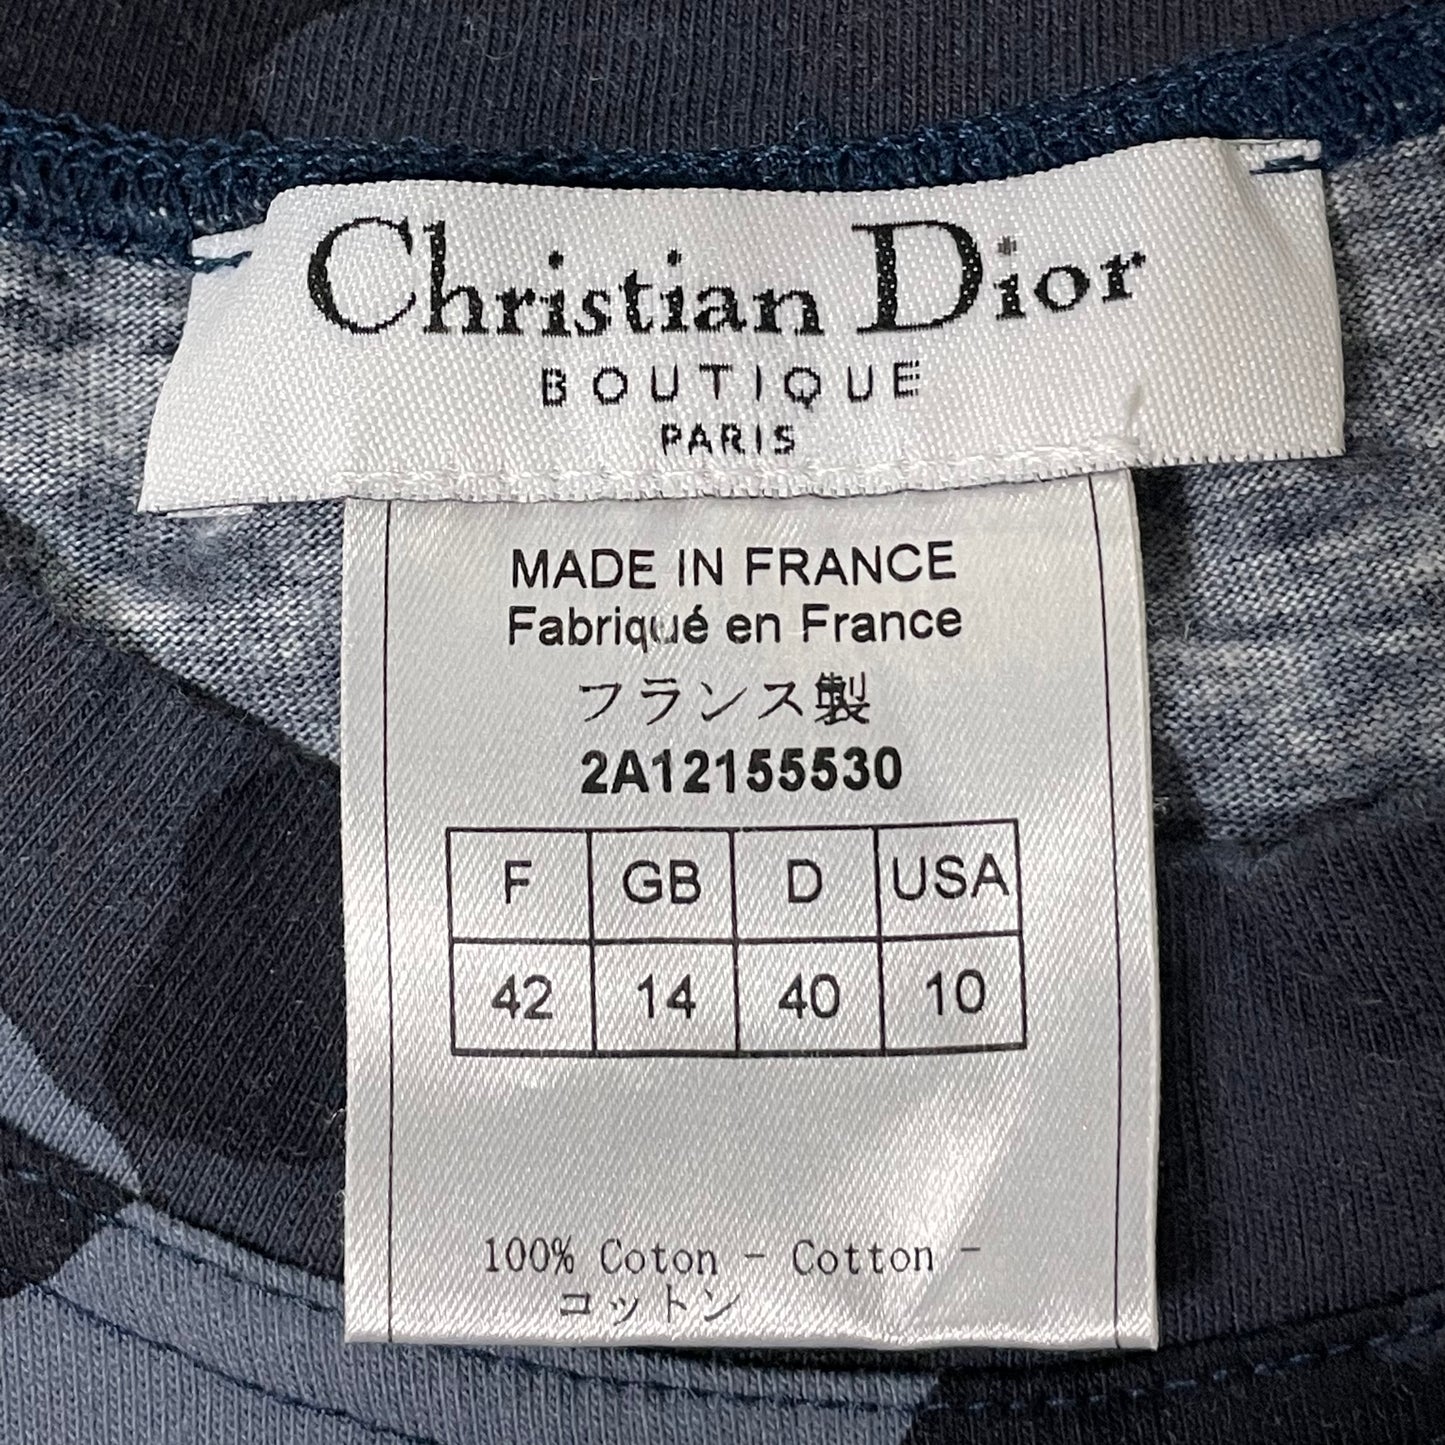 Christian Dior
BOUTIQUE
PARIS
MADE IN FRANCE
Fabriqué en France
フランス製
2A12155530
F GB D USA
42 14 40 10
100% Coton - Cotton -
コットン